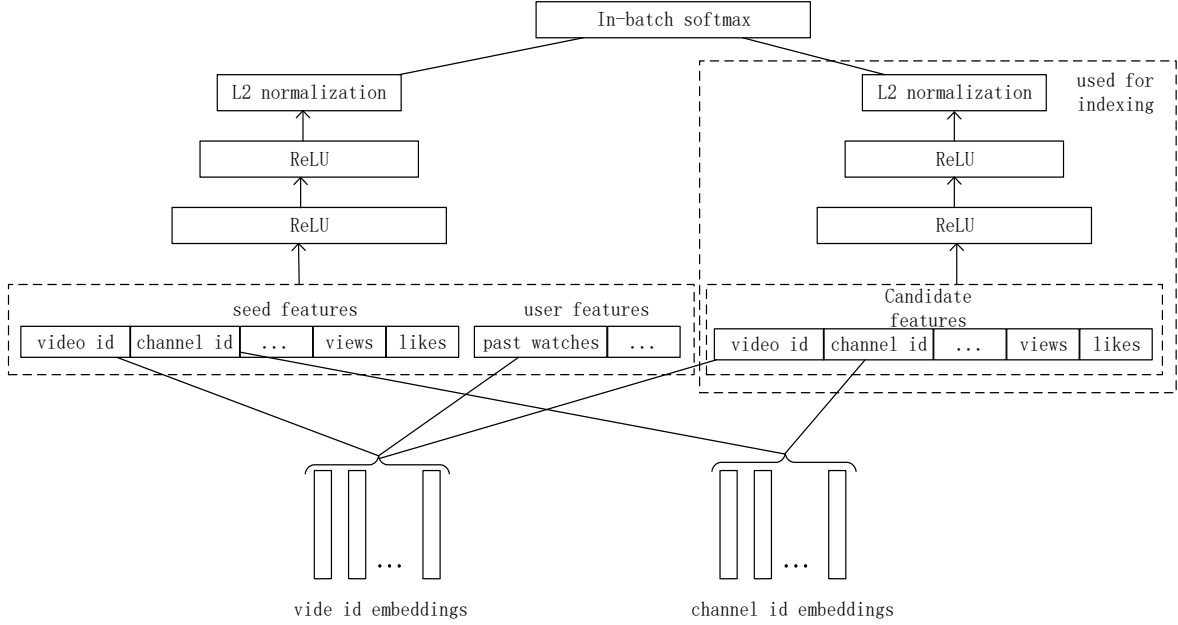 In-batch softmax
L2 normalization
L2 normalization
used for
indexing
ReLU
ReLU
ReLU
ReLU
seed features
user features
Candidate
features
video id channel id ... views likes
past watches ...
video id channel id ... views likes
...
...
vide id embeddings
channel id embeddings